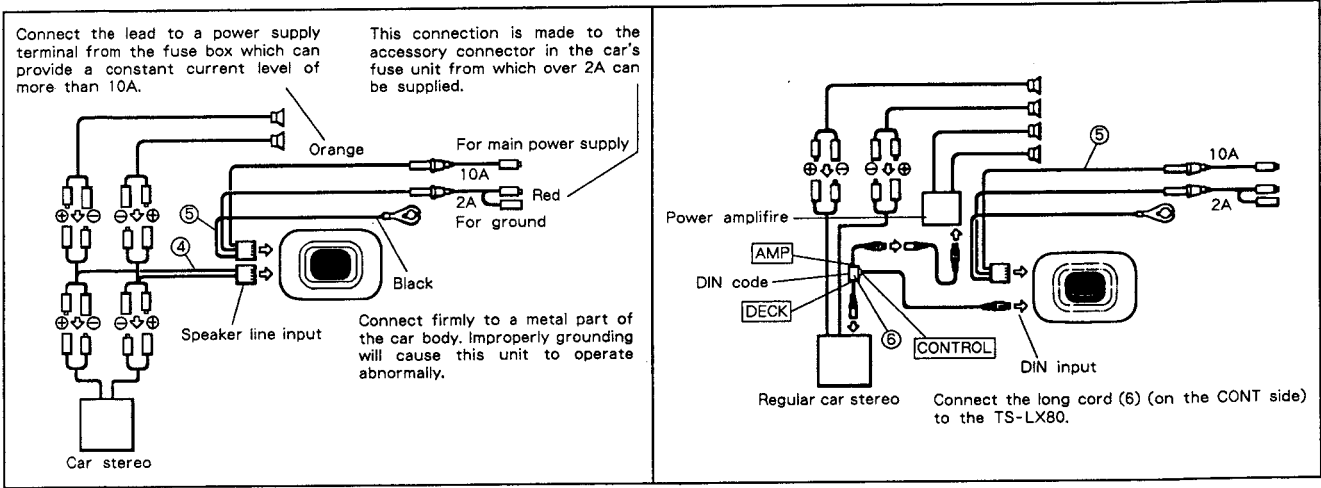 Connect the lead to a power supply
terminal from the fuse box which can
provide a constant current level of
more than 10A.
This connection is made to the
accessory connector in the car's
fuse unit from which over 2A can
be supplied.
Orange
For main power supply
10A
Red
2A
For ground
⑤
④
⊕ ⊖ ⊖ ⊕
Black
Speaker line input
⊕ ⊖ ⊖ ⊕
Connect firmly to a metal part of
the car body. Improperly grounding
will cause this unit to operate
abnormally.
Car stereo
⑤
10A
⊕ ⊖ ⊖ ⊕
2A
Power amplifire
AMP
DIN code
DECK
⑥
CONTROL
DIN input
Regular car stereo
Connect the long cord (6) (on the CONT side)
to the TS-LX80.